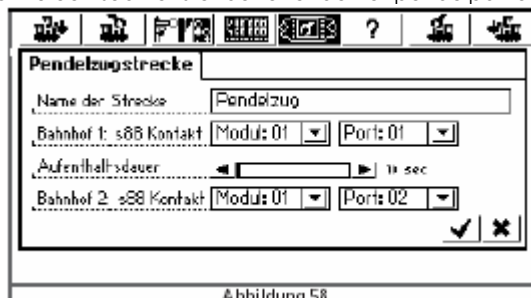 ?
Pendelzugstrecke
Name der Strecke Pendelzug
Bahnhof 1: s88 Kontakt Modul: 01 Port: 01
Aufenthaltsdauer sec
Bahnhof 2: s88 Kontakt Modul: 01 Port: 02
Abbildung 58